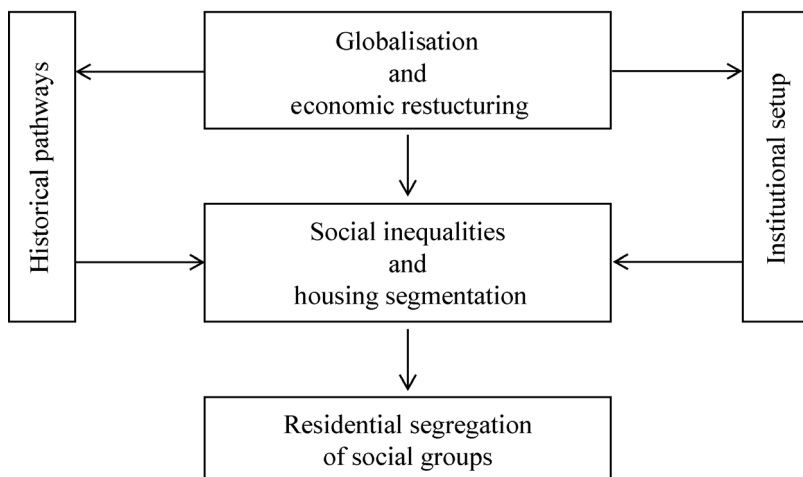 Globalisation
and
economic restucturing
Historical pathways
Institutional setup
Social inequalities
and
housing segmentation
Residential segregation
of social groups